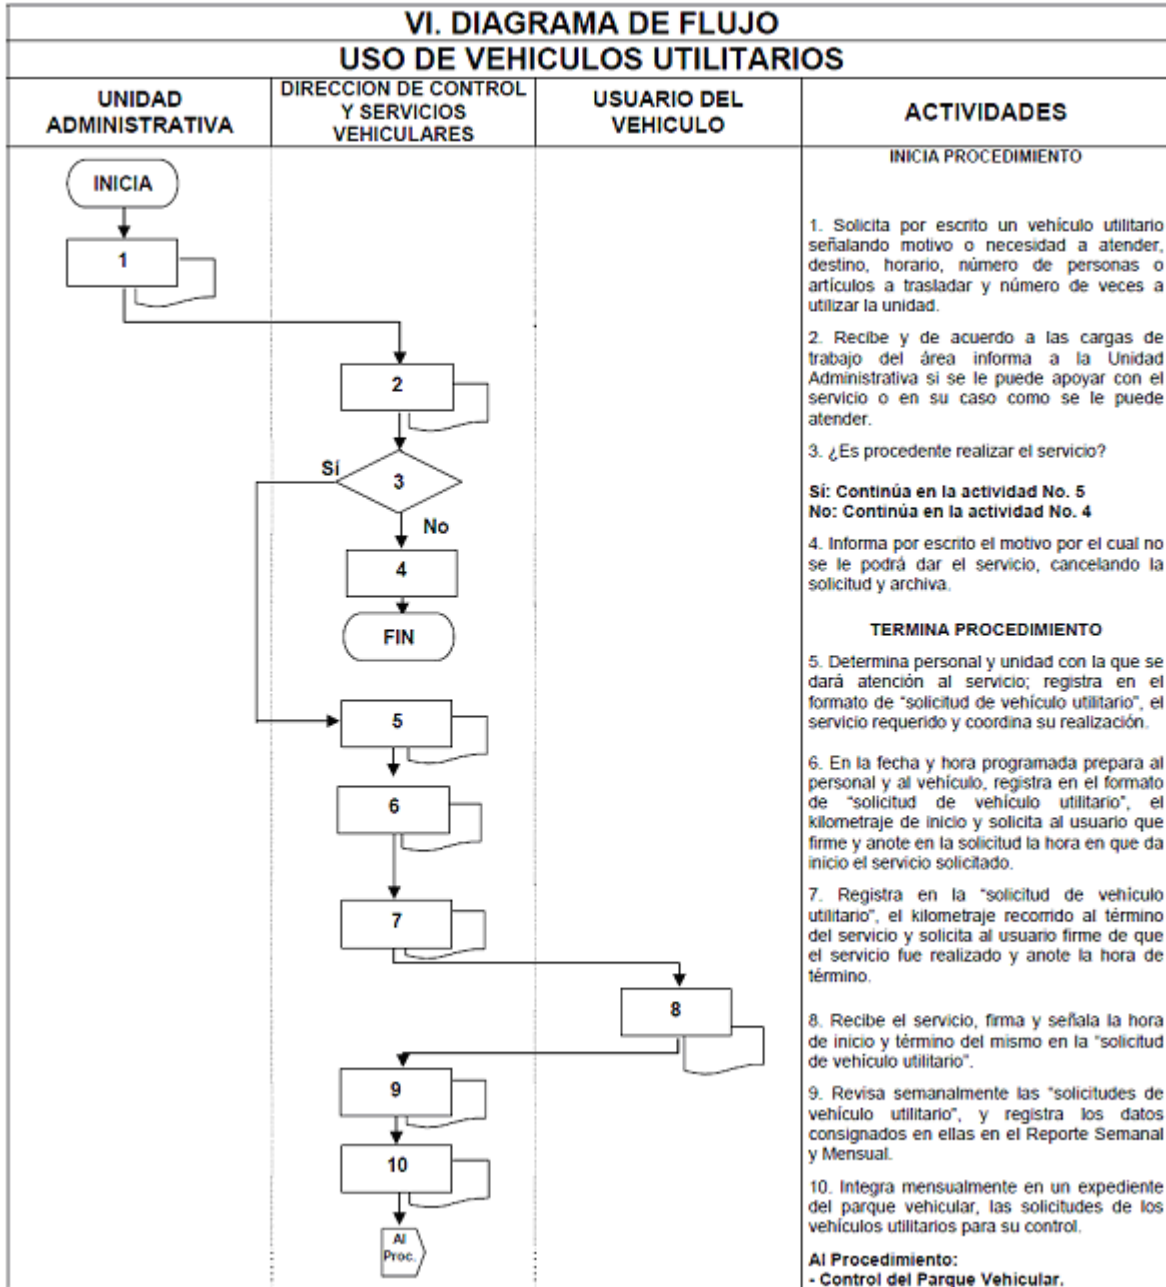 VI. DIAGRAMA DE FLUJO
USO DE VEHICULOS UTILITARIOS
UNIDAD
ADMINISTRATIVA
DIRECCION DE CONTROL
Y SERVICIOS
VEHICULARES
USUARIO DEL
VEHICULO
ACTIVIDADES
INICIA
1
2
Sí
3
No
4
FIN
5
6
7
8
9
10
Al
Proc.
INICIA PROCEDIMIENTO
1. Solicita por escrito un vehículo utilitario
señalando motivo o necesidad a atender,
destino, horario, número de personas o
artículos a trasladar y número de veces a
utilizar la unidad.
2. Recibe y de acuerdo a las cargas de
trabajo del área informa a la Unidad
Administrativa si se le puede apoyar con el
servicio o en su caso como se le puede
atender.
3. ¿Es procedente realizar el servicio?
Sí: Continúa en la actividad No. 5
No: Continúa en la actividad No. 4
4. Informa por escrito el motivo por el cual no
se le podrá dar el servicio, cancelando la
solicitud y archiva.
TERMINA PROCEDIMIENTO
5. Determina personal y unidad con la que se
dará atención al servicio; registra en el
formato de "solicitud de vehículo utilitario", el
servicio requerido y coordina su realización.
6. En la fecha y hora programada prepara al
personal y al vehículo, registra en el formato
de "solicitud de vehículo utilitario", el
kilometraje de inicio y solicita al usuario que
firme y anote en la solicitud la hora en que da
inicio el servicio solicitado.
7. Registra en la "solicitud de vehículo
utilitario", el kilometraje recorrido al término
del servicio y solicita al usuario firme de que
el servicio fue realizado y anote la hora de
término.
8. Recibe el servicio, firma y señala la hora
de inicio y término del mismo en la "solicitud
de vehículo utilitario".
9. Revisa semanalmente las "solicitudes de
vehículo utilitario", y registra los datos
consignados en ellas en el Reporte Semanal
y Mensual.
10. Integra mensualmente en un expediente
del parque vehicular, las solicitudes de los
vehículos utilitarios para su control.
Al Procedimiento:
- Control del Parque Vehicular.